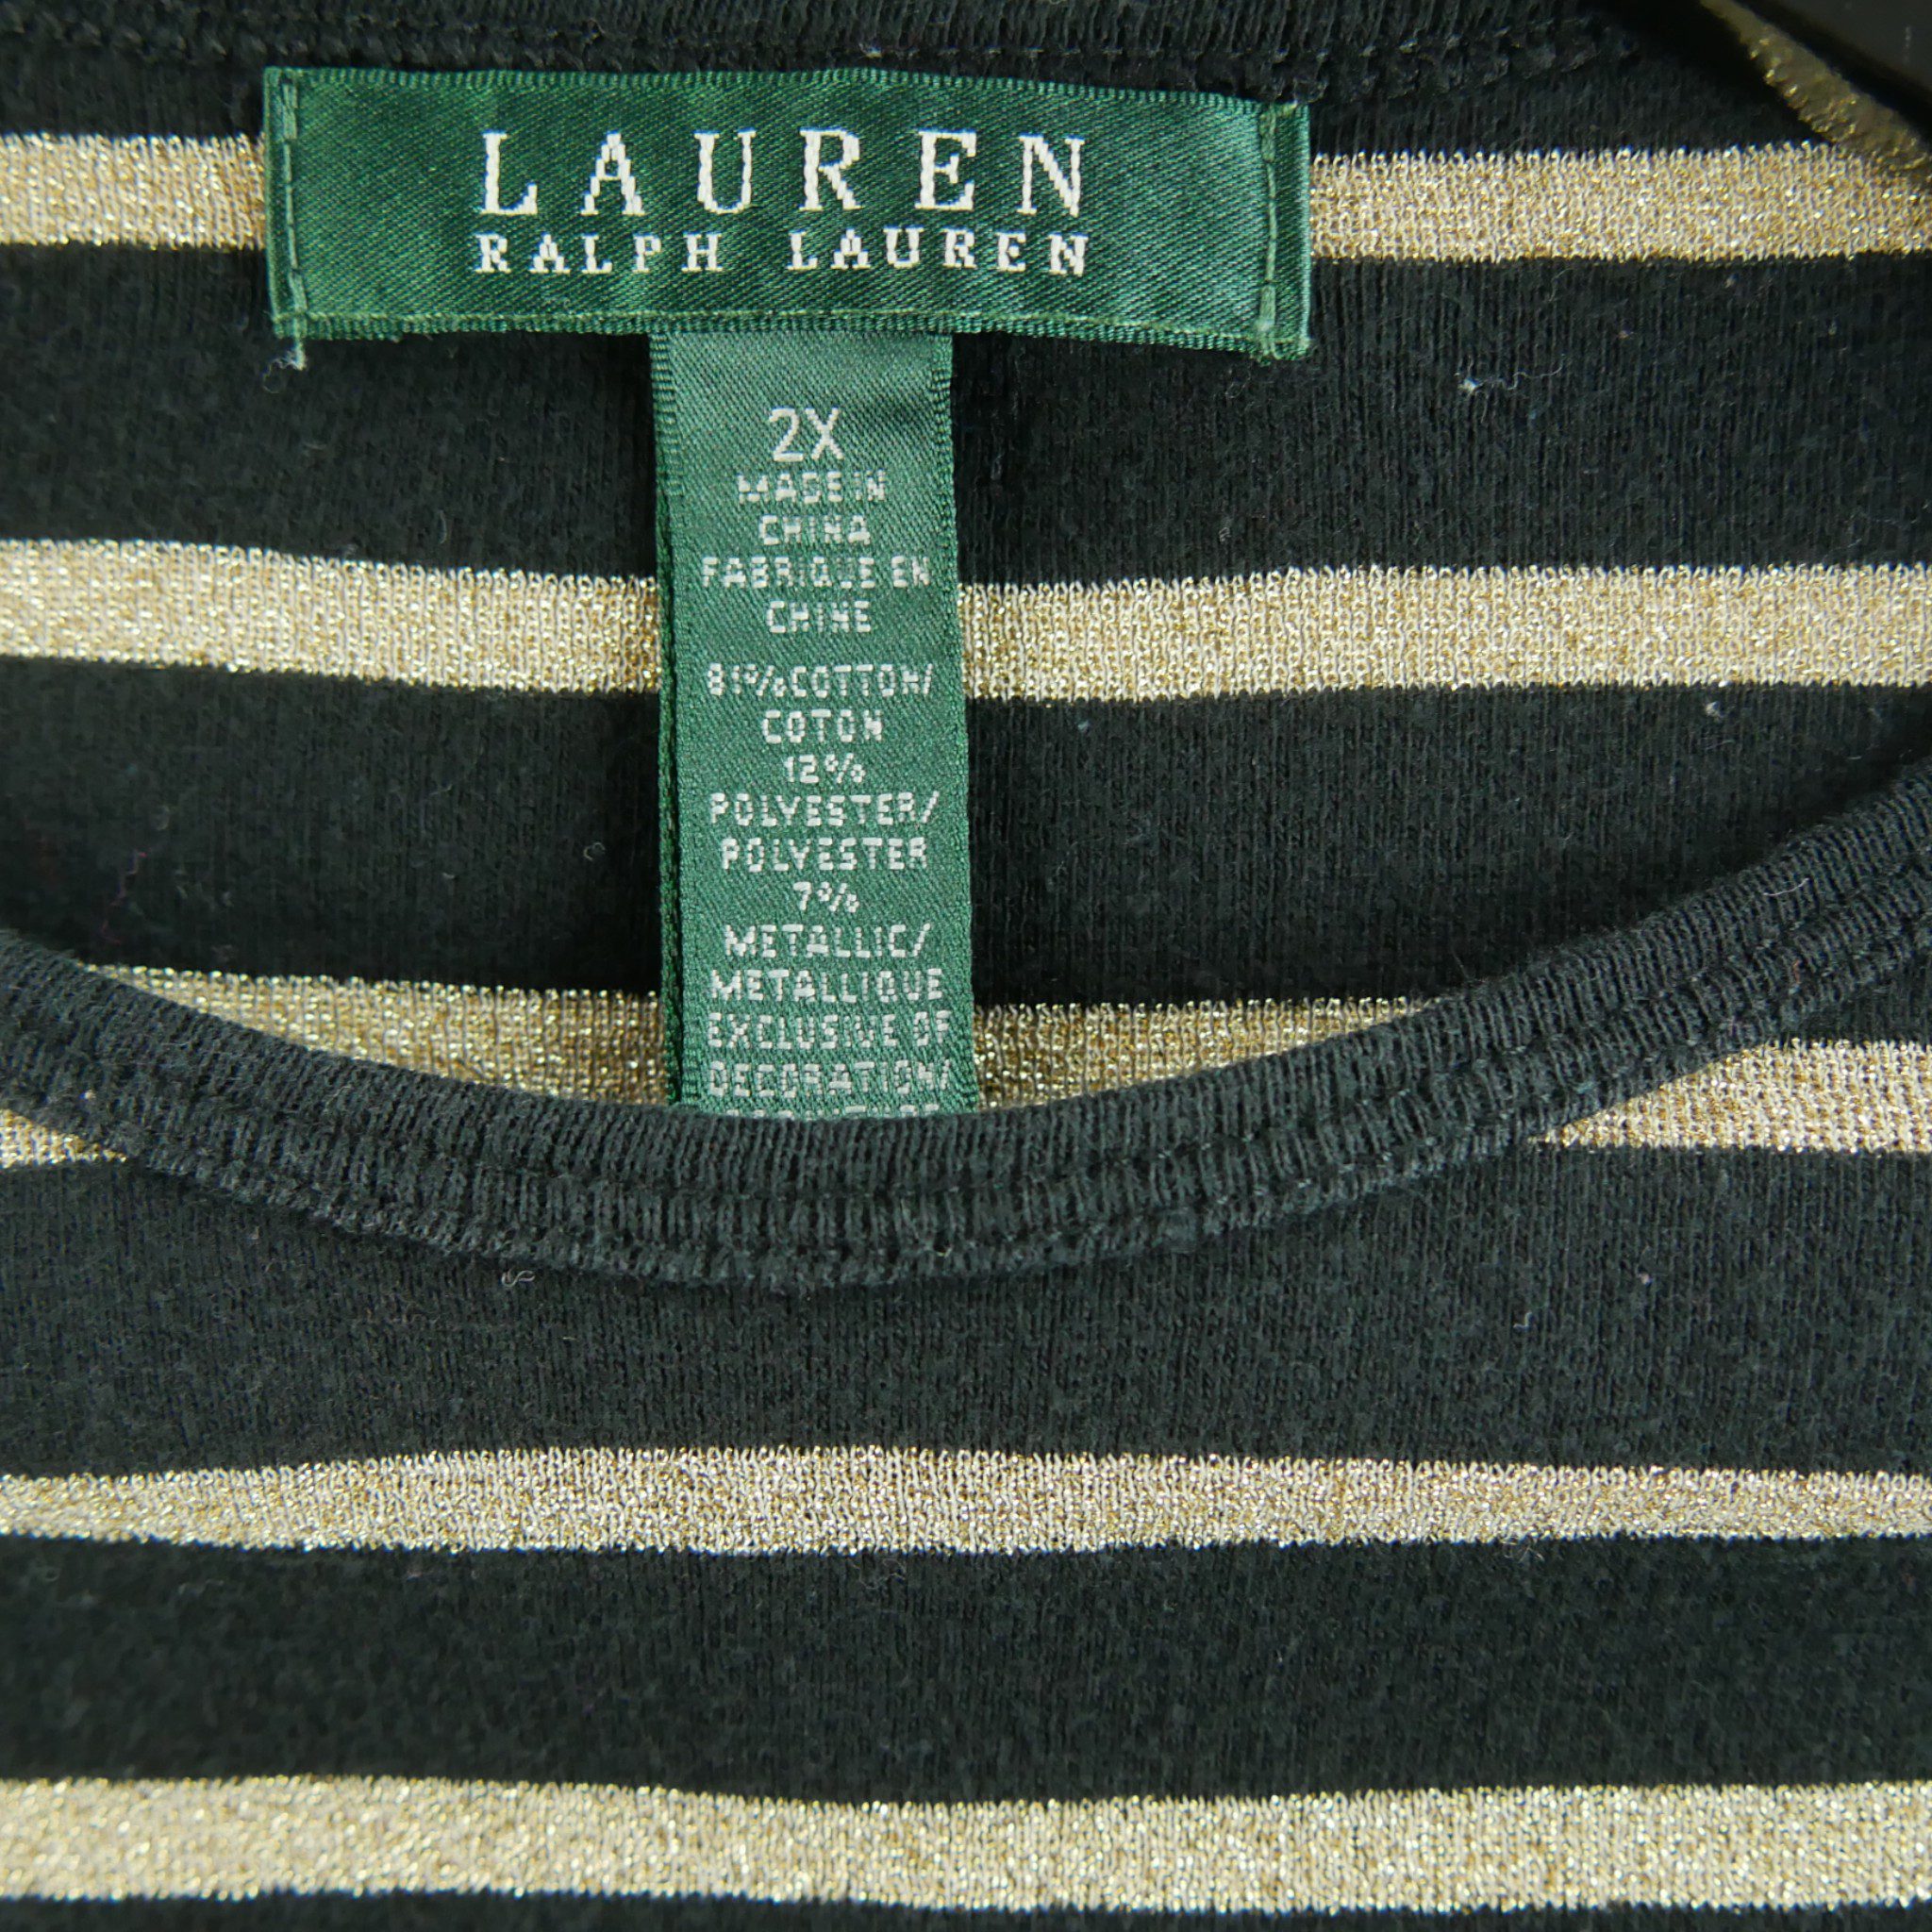 LAUREN
RALPH LAUREN
2X
MADE IN
CHINA
FABRIQUE EN
CHINE
81%COTTON/
COTON
12%
POLYESTER/
POLYESTER
7%
METALLIC/
METALLIQUE
EXCLUSIVE OF
DECORATION/